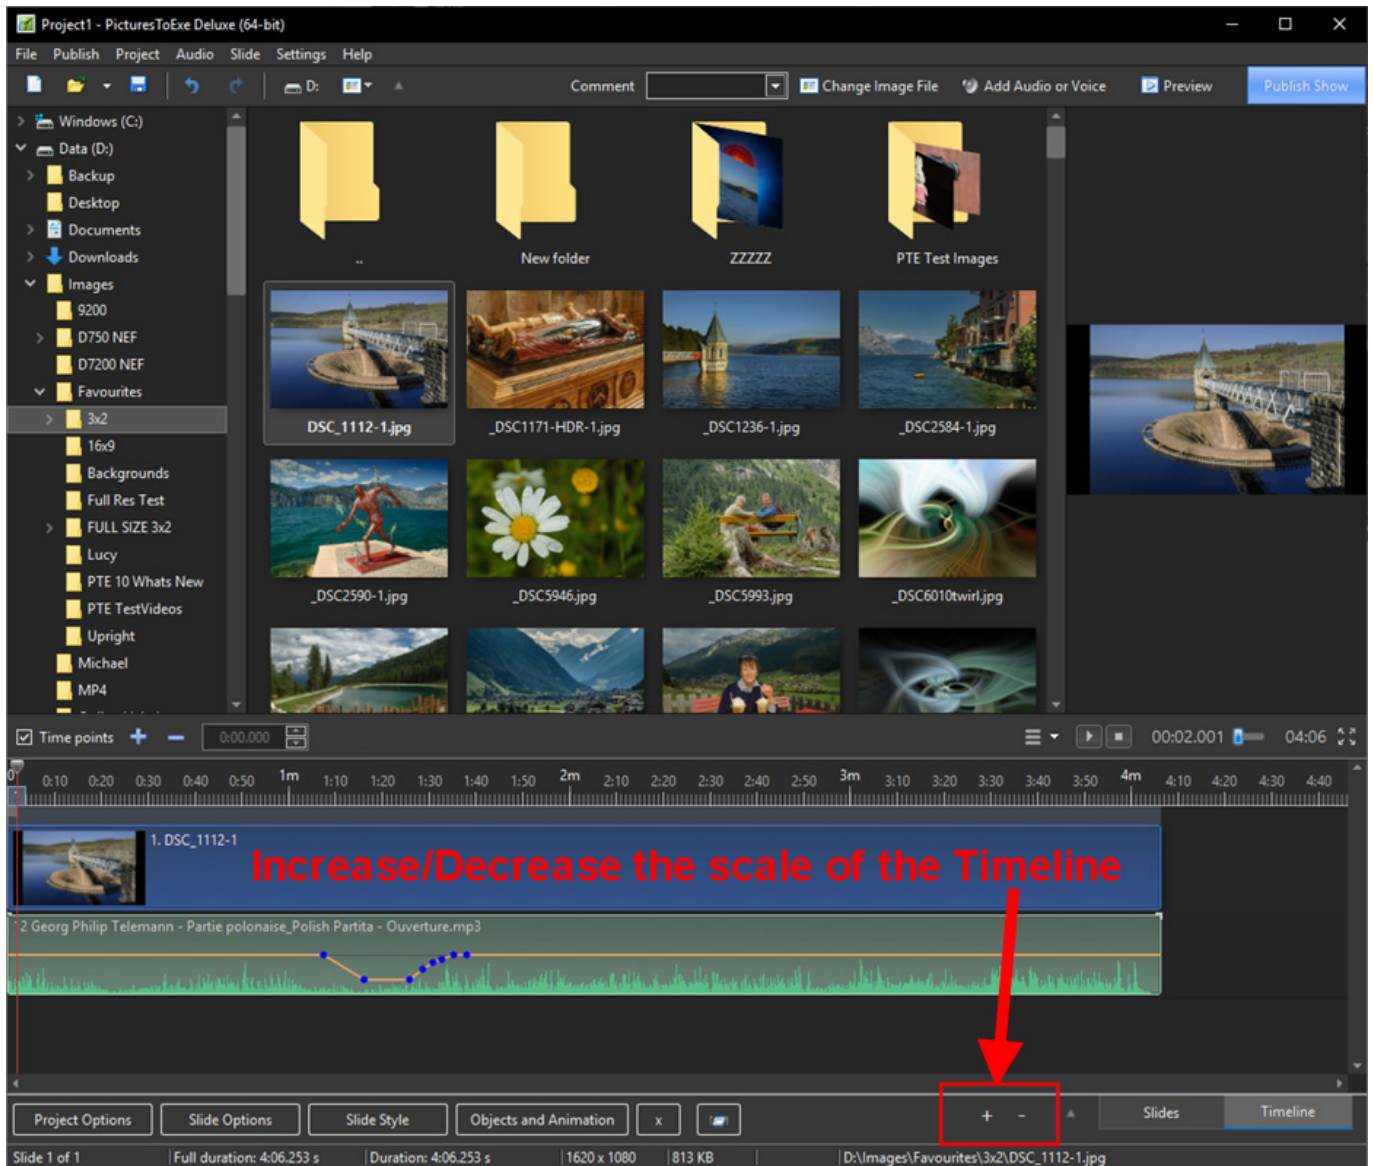 Project1 - PicturesToExe Deluxe (64-bit)
File Publish Project Audio Slide Settings Help
D: Comment Change Image File Add Audio or Voice Preview Publish Show
Windows (C:)
Data (D:)
Backup
Desktop
Documents
Downloads
Images
9200
D750 NEF
D7200 NEF
Favourites
3x2
16x9
Backgrounds
Full Res Test
FULL SIZE 3x2
Lucy
PTE 10 Whats New
PTE TestVideos
Upright
Michael
MP4
.. New folder ZZZZZ PTE Test Images
DSC_1112-1.jpg _DSC1171-HDR-1.jpg _DSC1236-1.jpg _DSC2584-1.jpg
_DSC2590-1.jpg _DSC5946.jpg _DSC5993.jpg _DSC6010twirl.jpg
Time points + - 0:00.000 00:02.001 04:06
0 0:10 0:20 0:30 0:40 0:50 1m 1:10 1:20 1:30 1:40 1:50 2m 2:10 2:20 2:30 2:40 2:50 3m 3:10 3:20 3:30 3:40 3:50 4m 4:10 4:20 4:30 4:40
1. DSC_1112-1
Increase/Decrease the scale of the Timeline
2 Georg Philip Telemann - Partie polonaise_Polish Partita - Ouverture.mp3
Project Options Slide Options Slide Style Objects and Animation x + - Slides Timeline
Slide 1 of 1 Full duration: 4:06.253 s Duration: 4:06.253 s 1620 x 1080 813 KB D:\Images\Favourites\3x2\DSC_1112-1.jpg